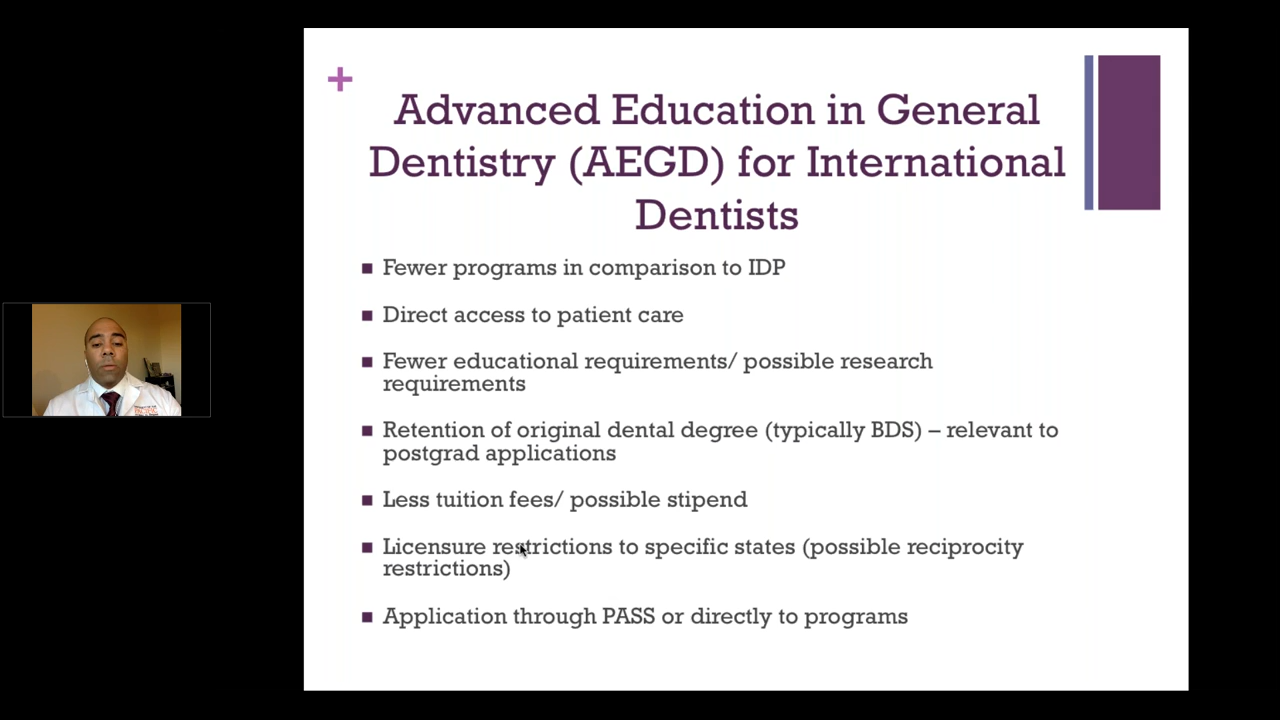 +
Advanced Education in General
Dentistry (AEGD) for International
Dentists
■ Fewer programs in comparison to IDP
■ Direct access to patient care
■ Fewer educational requirements/ possible research
requirements
■ Retention of original dental degree (typically BDS) – relevant to
postgrad applications
■ Less tuition fees/ possible stipend
■ Licensure restrictions to specific states (possible reciprocity
restrictions)
■ Application through PASS or directly to programs